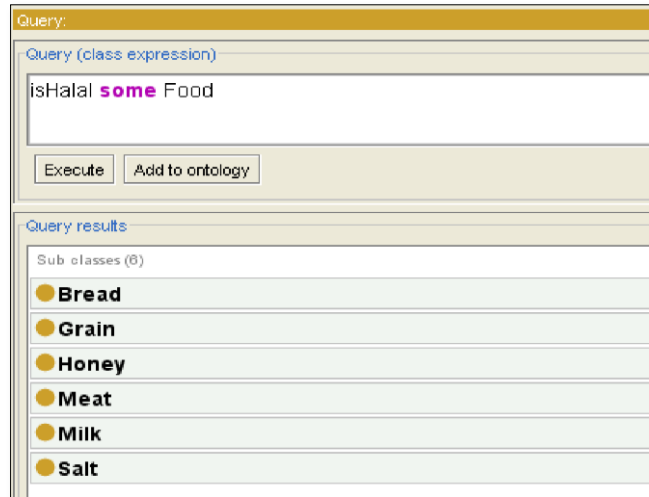 Query:
Query (class expression)
isHalal some Food
Execute Add to ontology
Query results
Sub classes (6)
Bread
Grain
Honey
Meat
Milk
Salt